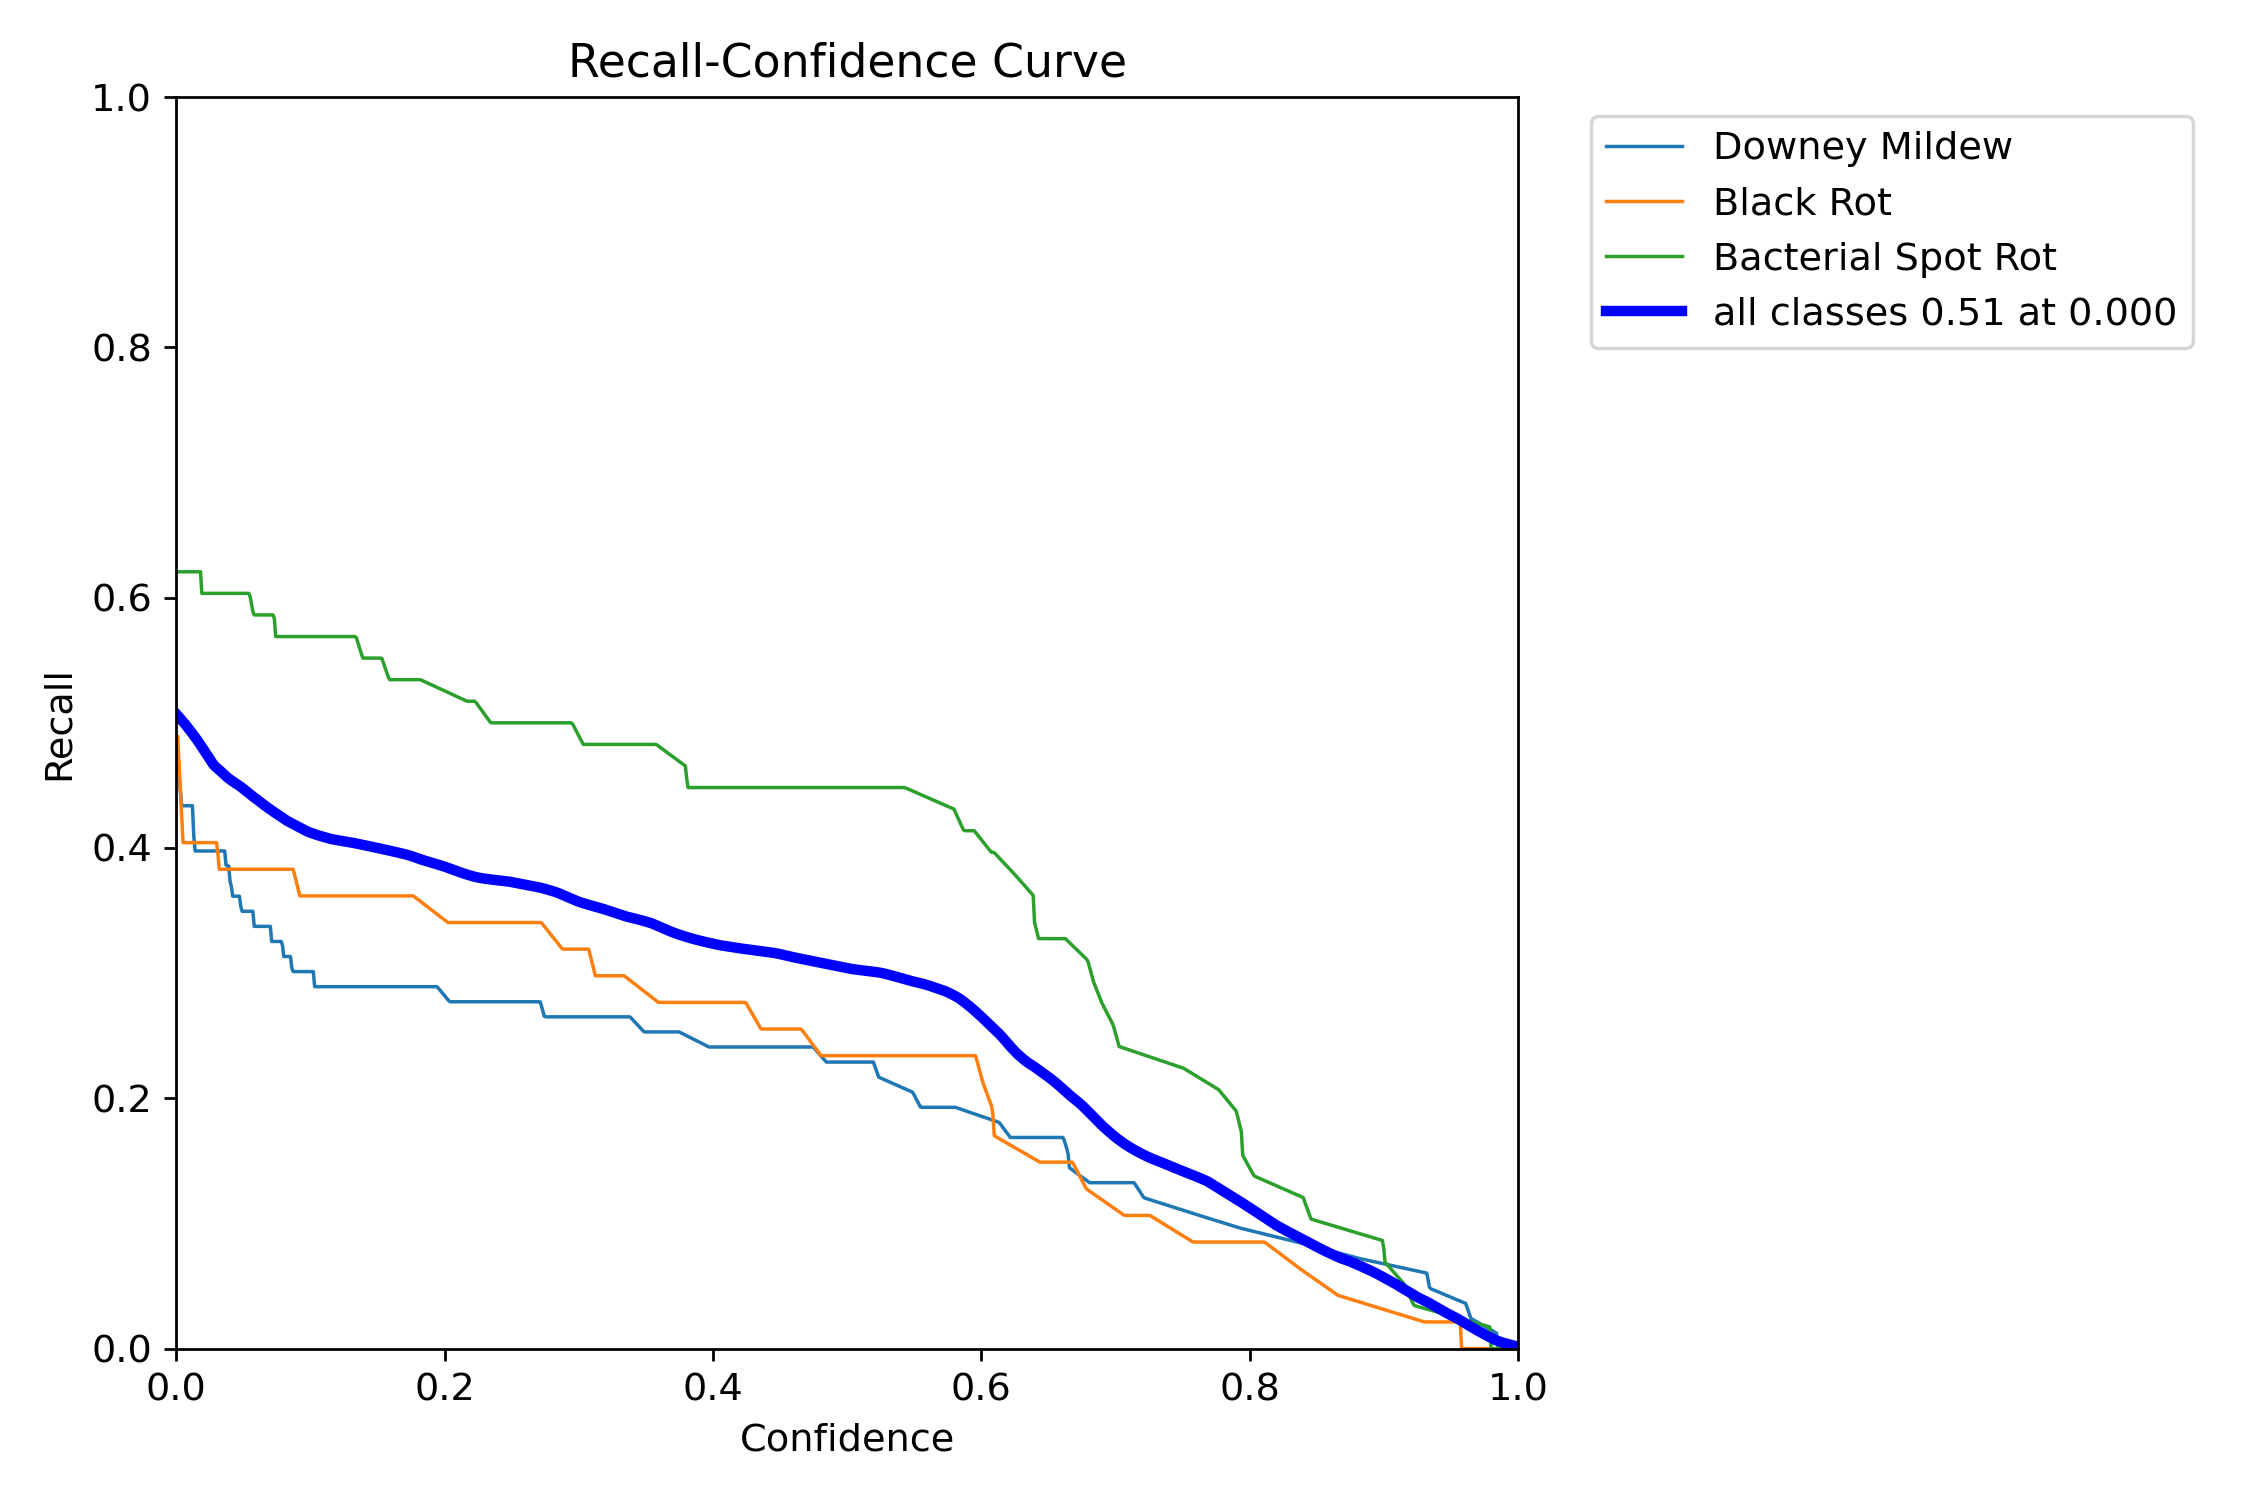 Recall-Confidence Curve
1.0
0.8
0.6
0.4
0.2
0.0
Recall
0.0 0.2 0.4 0.6 0.8 1.0
Confidence
Downey Mildew
Black Rot
Bacterial Spot Rot
all classes 0.51 at 0.000